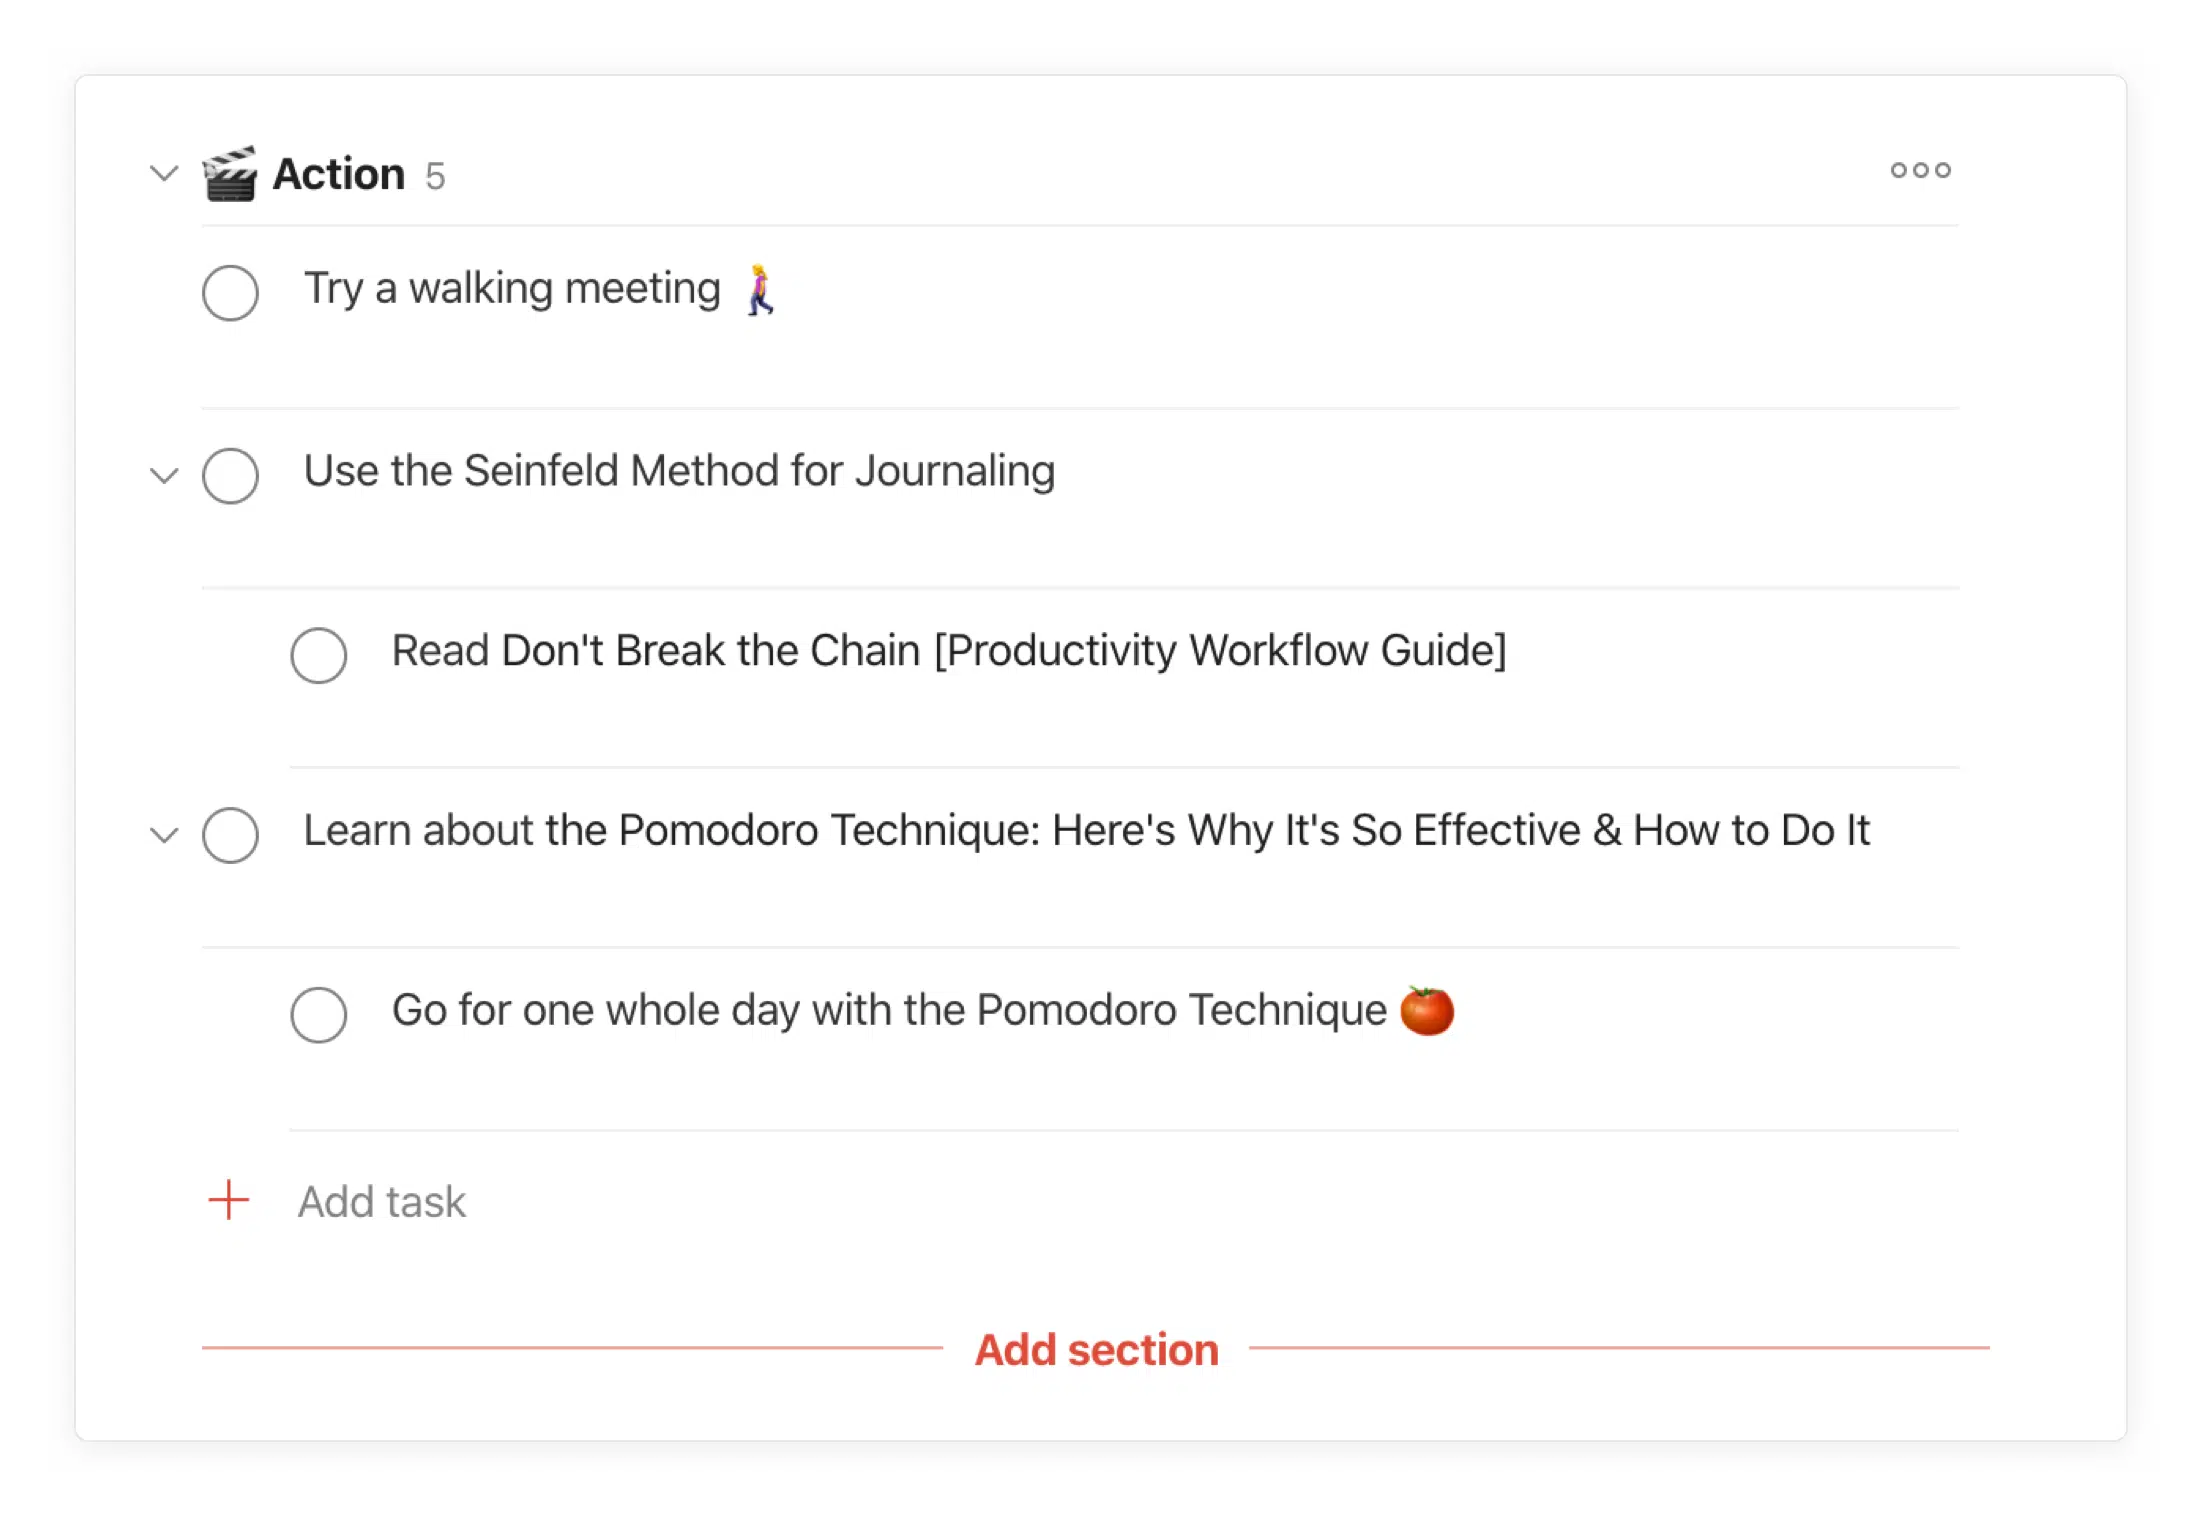 🎬 Action 5
Try a walking meeting 🚶‍♀️
Use the Seinfeld Method for Journaling
Read Don't Break the Chain [Productivity Workflow Guide]
Learn about the Pomodoro Technique: Here's Why It's So Effective & How to Do It
Go for one whole day with the Pomodoro Technique 🍅
Add task
Add section